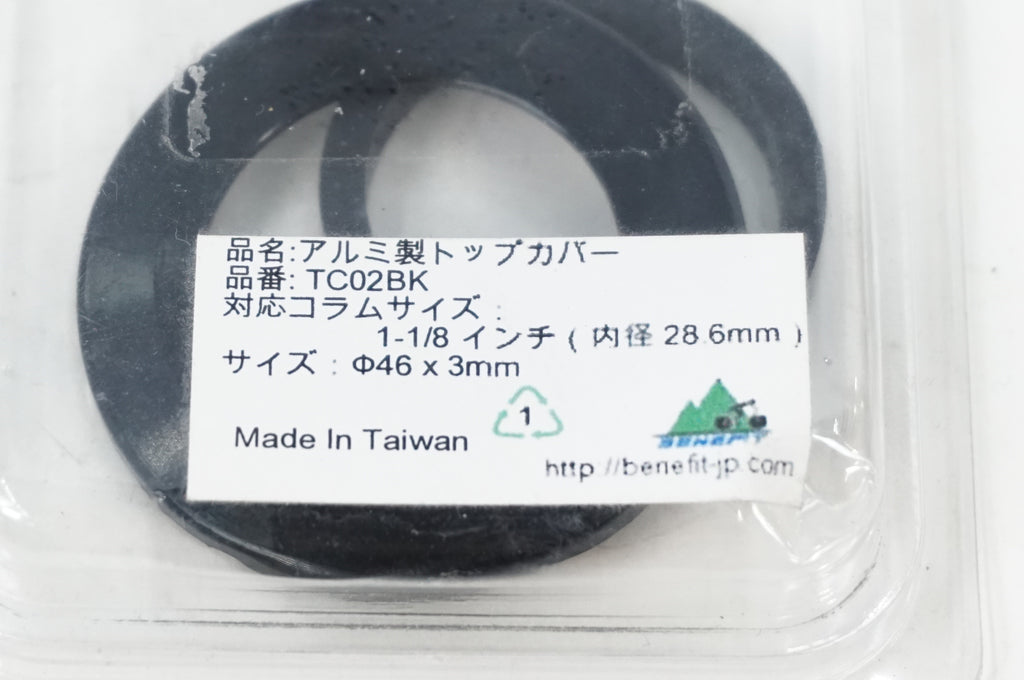 品名:アルミ製トップカバー
品番: TC02BK
対応コラムサイズ :
1-1/8 インチ ( 内径 28.6mm )
サイズ : Φ46 x 3mm
1
Made In Taiwan
BENEFIT
http://benefit-jp.com